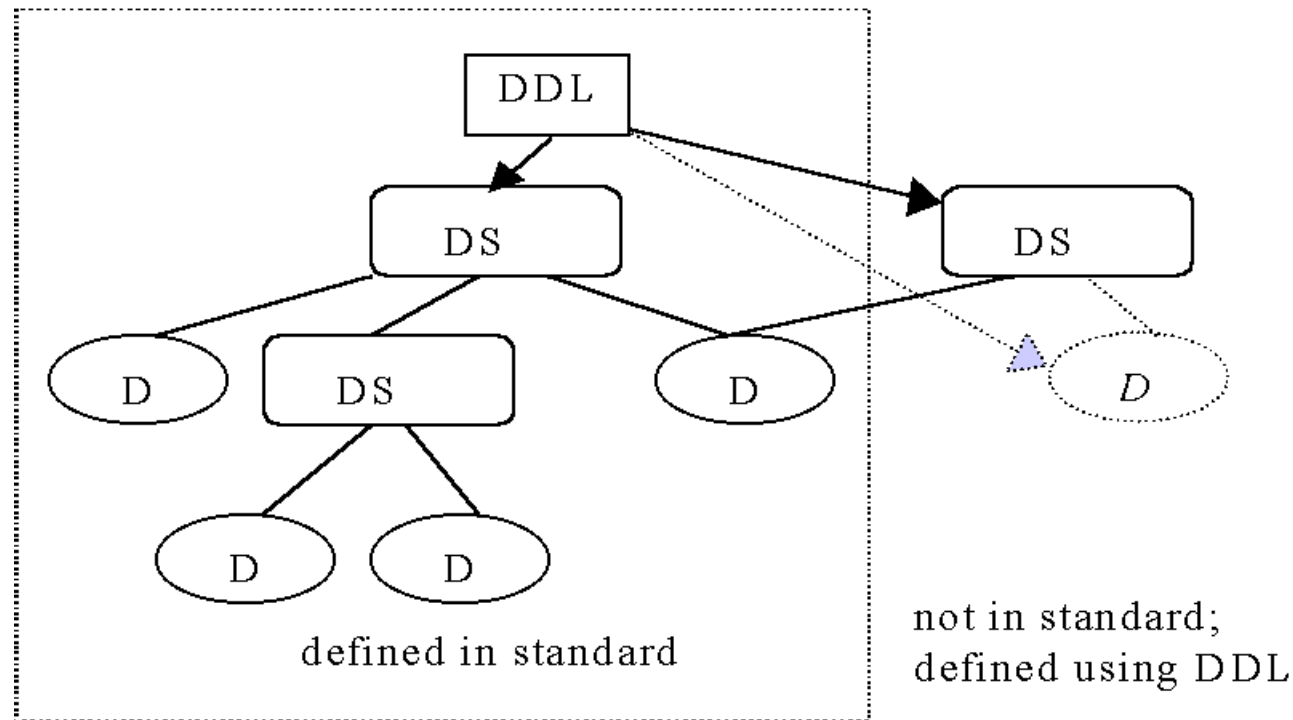 DDL
DS
DS
D
DS
D
D
D
D
defined in standard
not in standard;
defined using DDL